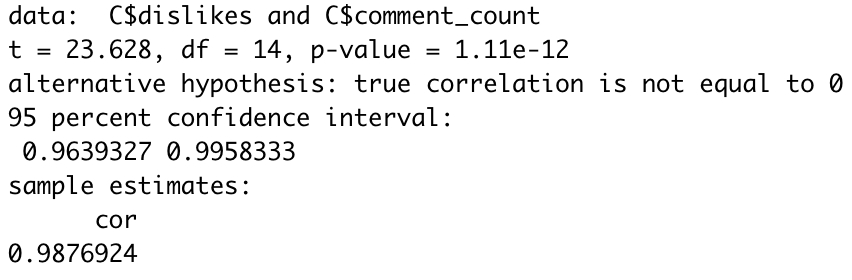 data:  C$dislikes and C$comment_count
t = 23.628, df = 14, p-value = 1.11e-12
alternative hypothesis: true correlation is not equal to 0
95 percent confidence interval:
 0.9639327 0.9958333
sample estimates:
      cor
0.9876924